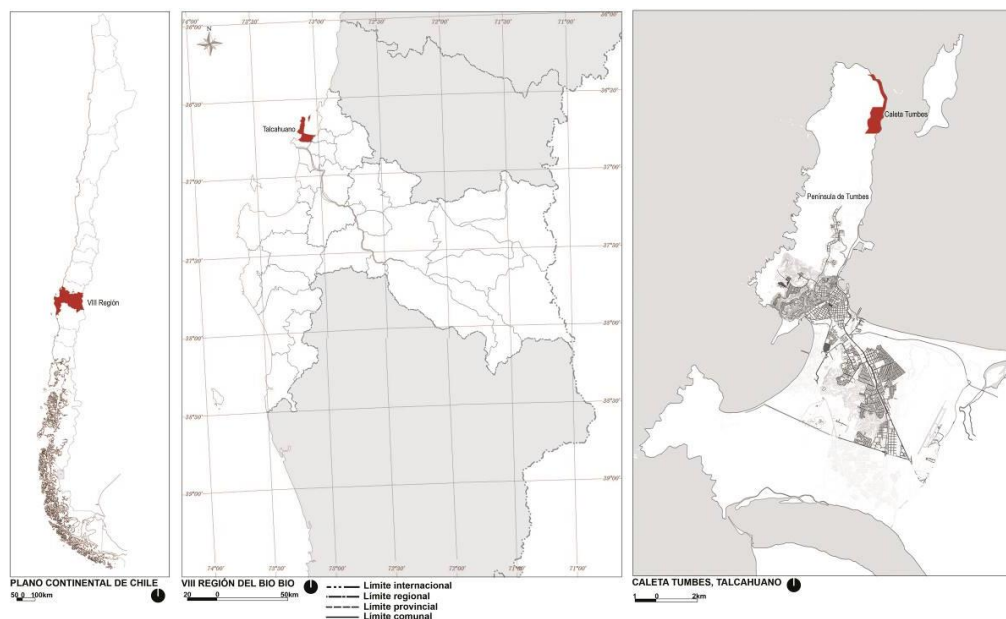 VIII Región
PLANO CONTINENTAL DE CHILE
50 0 100km
N
Talcahuano
VIII REGIÓN DEL BIO BIO
20 0 50km
Límite internacional
Límite regional
Límite provincial
Límite comunal
Caleta Tumbes
Península de Tumbes
CALETA TUMBES, TALCAHUANO
1 0 2km